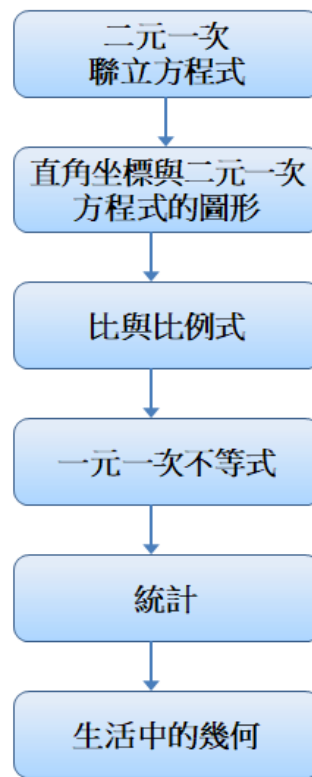 二元一次
聯立方程式
直角坐標與二元一次
方程式的圖形
比與比例式
一元一次不等式
統計
生活中的幾何